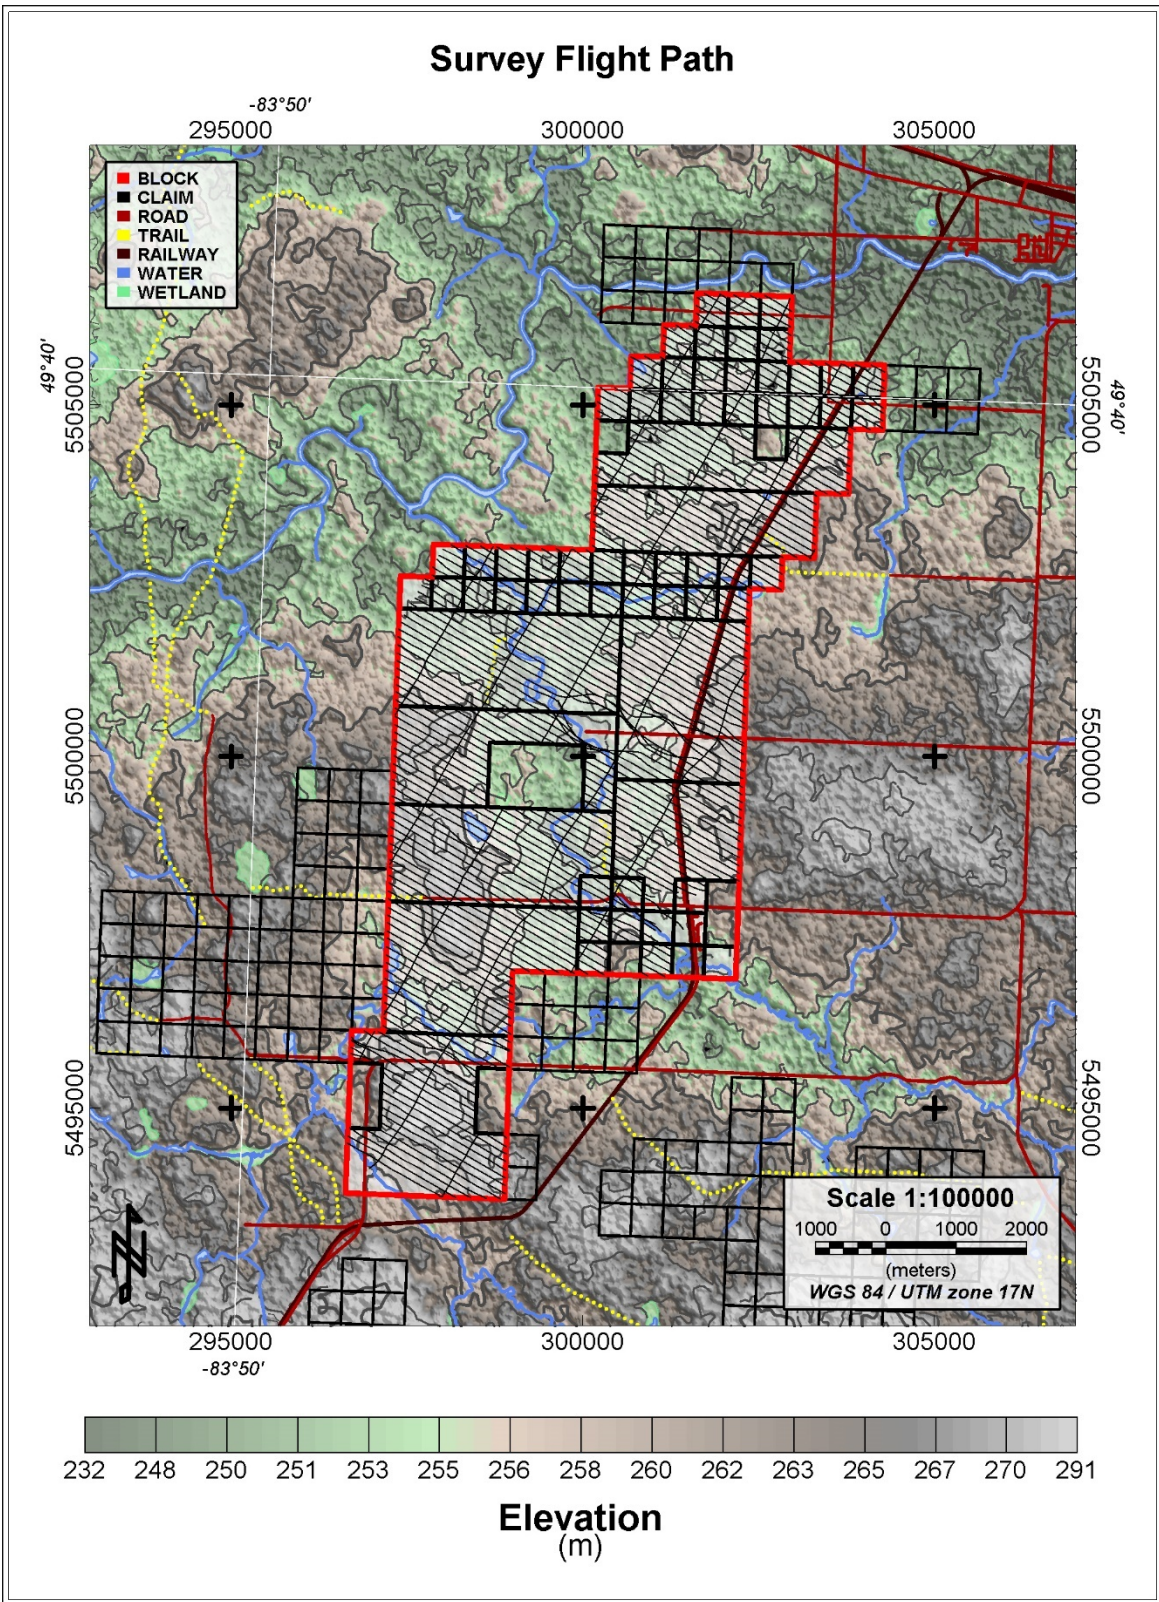 Survey Flight Path
-83°50'
295000 300000 305000
BLOCK
CLAIM
ROAD
TRAIL
RAILWAY
WATER
WETLAND
49°40'
5505000
5505000
49°40'
5500000
5500000
5495000
5495000
Scale 1:100000
1000 0 1000 2000
(meters)
WGS 84 / UTM zone 17N
295000 300000 305000
-83°50'
232 248 250 251 253 255 256 258 260 262 263 265 267 270 291
Elevation
(m)